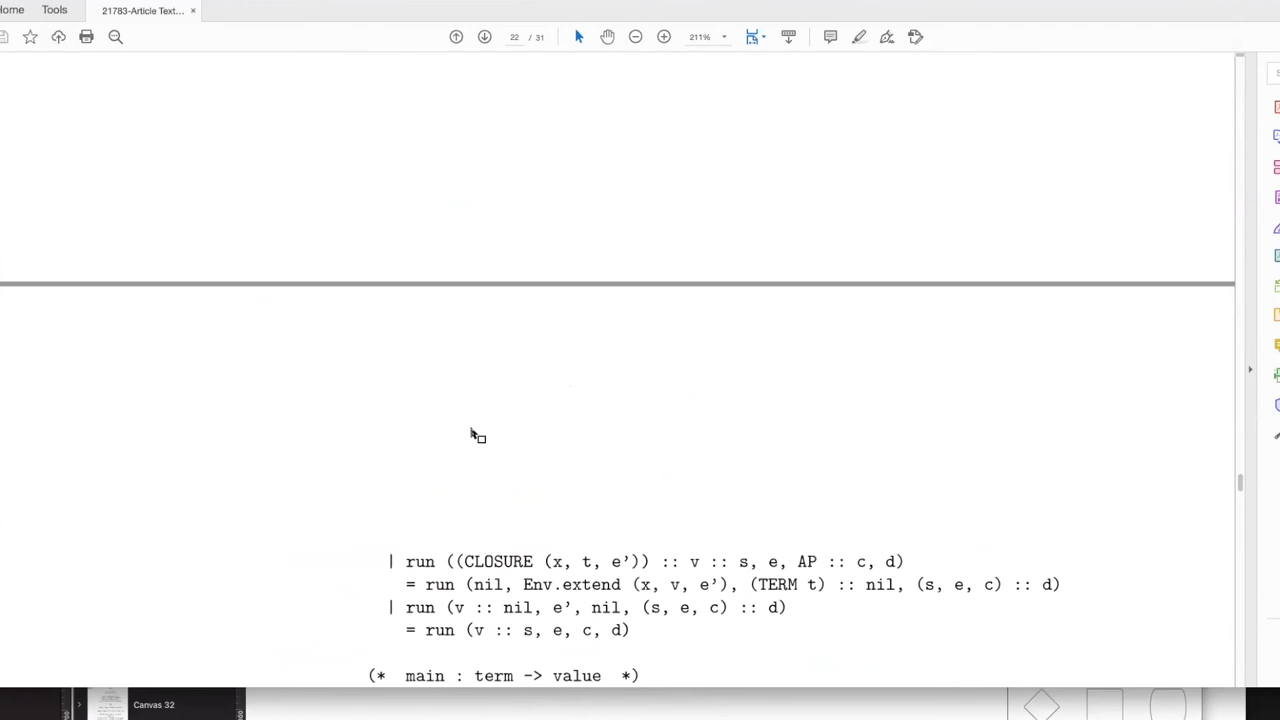 Home Tools 21783-Article Text... ×
22 / 31 211%
| run ((CLOSURE (x, t, e’)) :: v :: s, e, AP :: c, d)
= run (nil, Env.extend (x, v, e’), (TERM t) :: nil, (s, e, c) :: d)
| run (v :: nil, e’, nil, (s, e, c) :: d)
= run (v :: s, e, c, d)
(* main : term -> value *)
Canvas 32